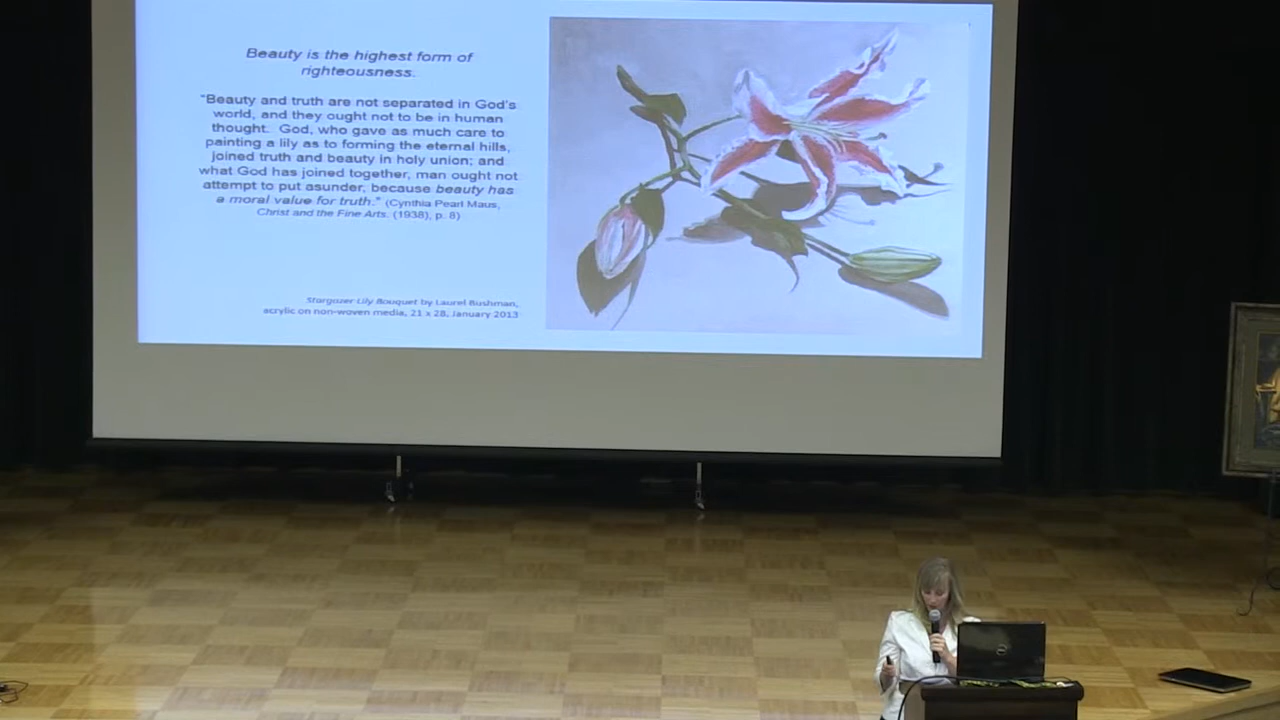 Beauty is the highest form of
righteousness.
"Beauty and truth are not separated in God's
world, and they ought not to be in human
thought. God, who gave as much care to
painting a lily as to forming the eternal hills,
joined truth and beauty in holy union; and
what God has joined together, man ought not
attempt to put asunder, because beauty has
a moral value for truth." (Cynthia Pearl Maus,
Christ and the Fine Arts. (1938), p. 8)
Stargazer Lily Bouquet by Laurel Bushman,
acrylic on non-woven media, 21 x 28, January 2013